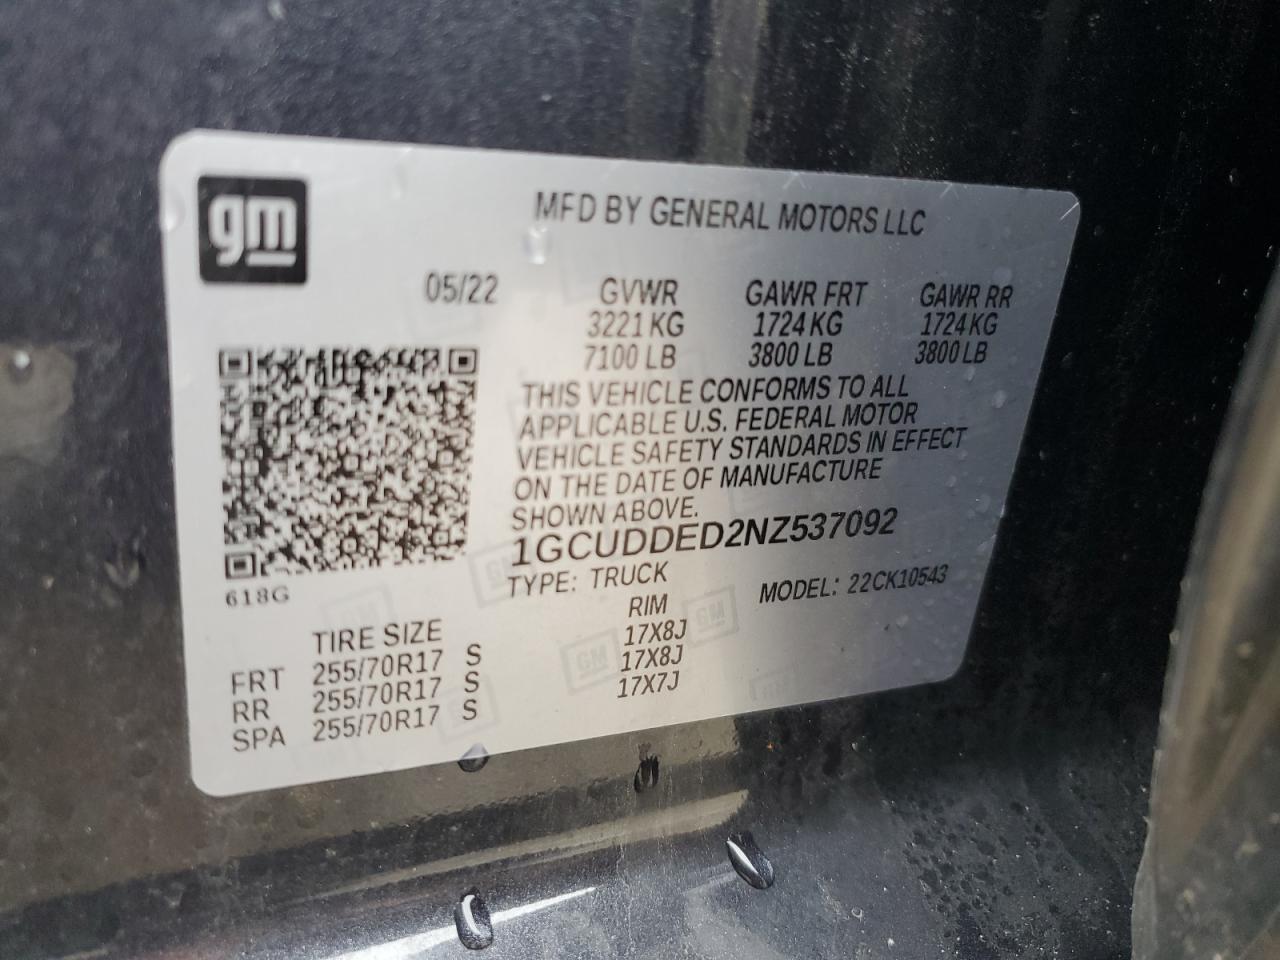 gm
MFD BY GENERAL MOTORS LLC
05/22 GVWR GAWR FRT GAWR RR
3221 KG 1724 KG 1724 KG
7100 LB 3800 LB 3800 LB
THIS VEHICLE CONFORMS TO ALL
APPLICABLE U.S. FEDERAL MOTOR
VEHICLE SAFETY STANDARDS IN EFFECT
ON THE DATE OF MANUFACTURE
SHOWN ABOVE.
1GCUDDED2NZ537092
TYPE: TRUCK MODEL: 22CK10543
618G
TIRE SIZE RIM
FRT 255/70R17 S 17X8J
RR 255/70R17 S 17X8J
SPA 255/70R17 S 17X7J
GM
GM
GM